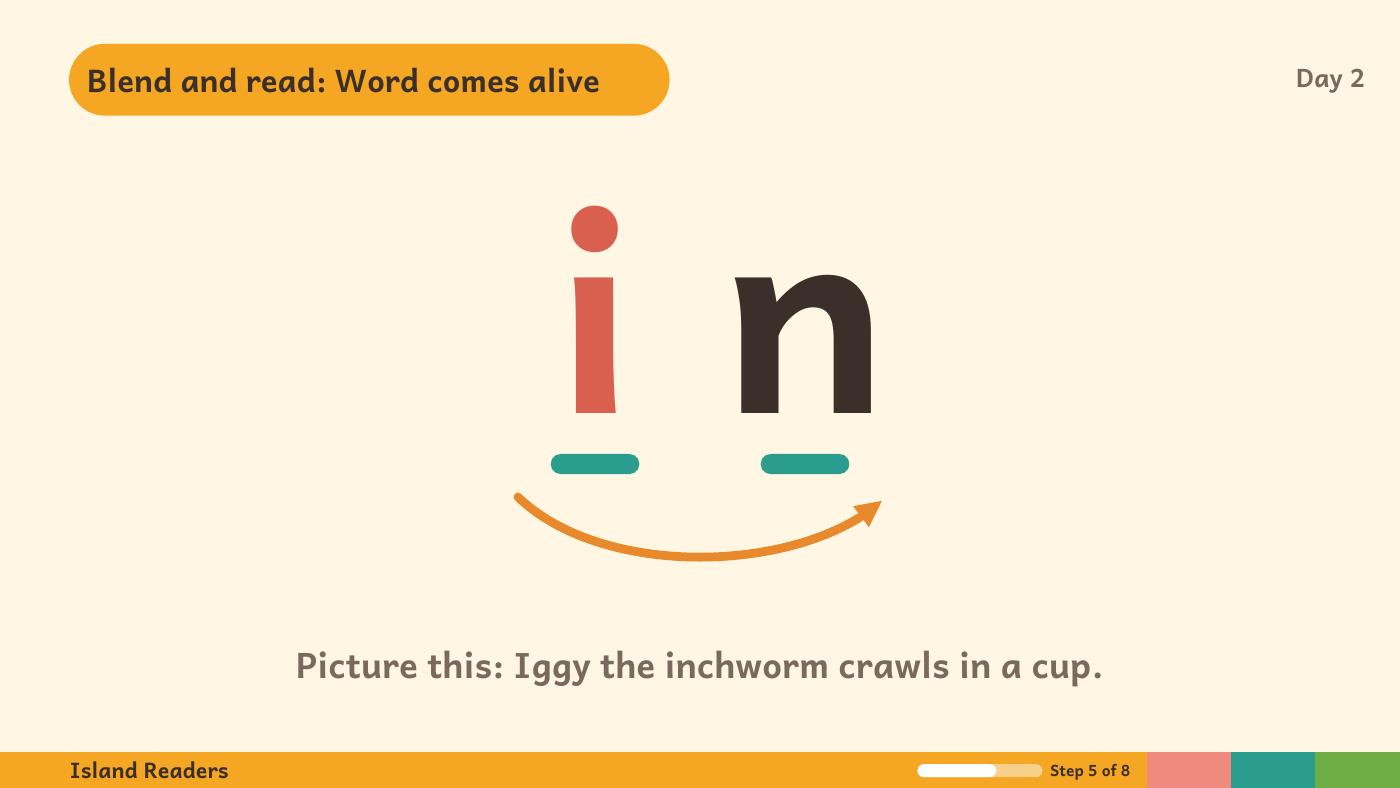 Blend and read: Word comes alive
Day 2
i n
Picture this: Iggy the inchworm crawls in a cup.
Island Readers
Step 5 of 8